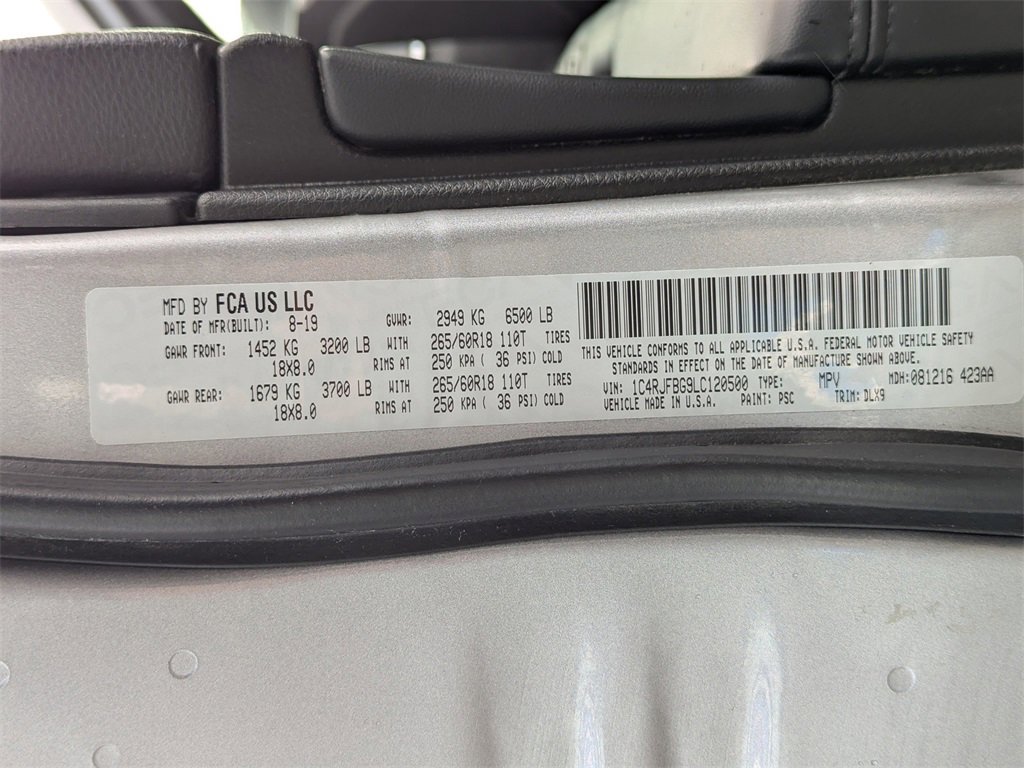 MFD BY FCA US LLC
DATE OF MFR(BUILT): 8-19 GVWR: 2949 KG 6500 LB
GAWR FRONT: 1452 KG 3200 LB WITH 265/60R18 110T TIRES
18X8.0 RIMS AT 250 KPA ( 36 PSI) COLD
GAWR REAR: 1679 KG 3700 LB WITH 265/60R18 110T TIRES
18X8.0 RIMS AT 250 KPA ( 36 PSI) COLD
THIS VEHICLE CONFORMS TO ALL APPLICABLE U.S.A. FEDERAL MOTOR VEHICLE SAFETY
STANDARDS IN EFFECT ON THE DATE OF MANUFACTURE SHOWN ABOVE.
VIN: 1C4RJFBG9LC120500 TYPE: MPV MDH:081216 423AA
VEHICLE MADE IN U.S.A. PAINT: PSC TRIM: DLX9